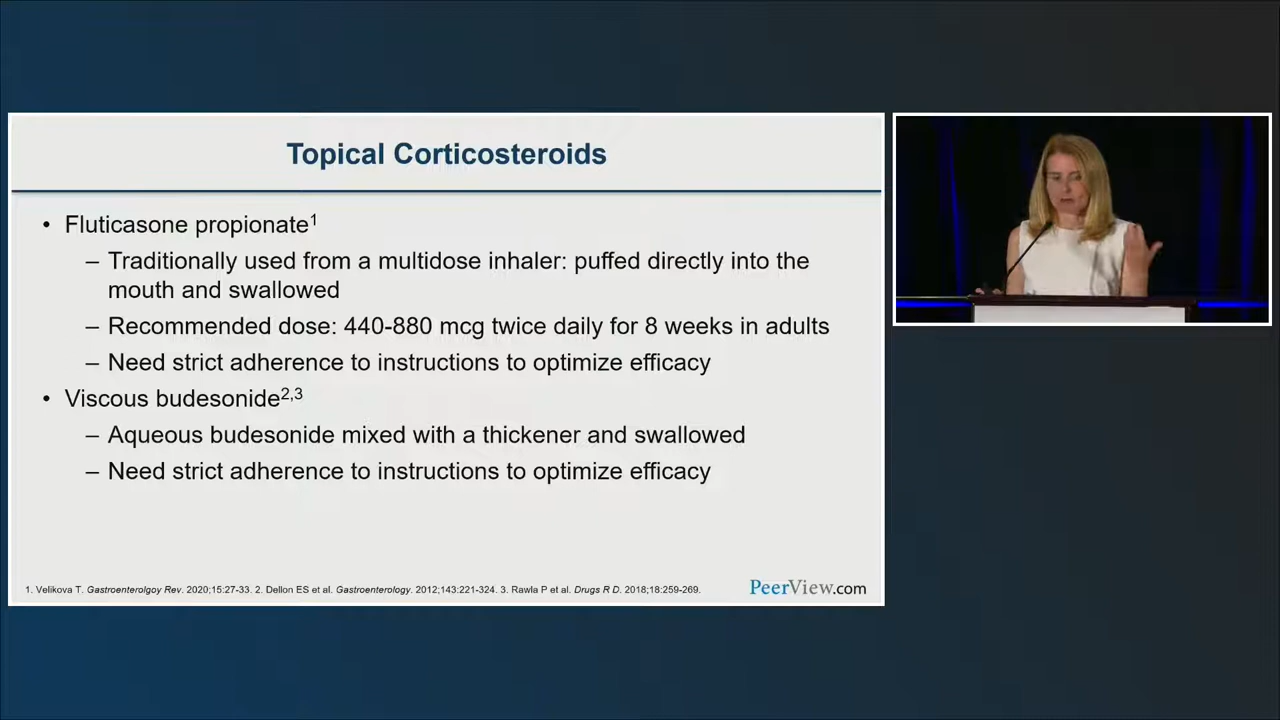 Topical Corticosteroids
• Fluticasone propionate1
– Traditionally used from a multidose inhaler: puffed directly into the
mouth and swallowed
– Recommended dose: 440-880 mcg twice daily for 8 weeks in adults
– Need strict adherence to instructions to optimize efficacy
• Viscous budesonide2,3
– Aqueous budesonide mixed with a thickener and swallowed
– Need strict adherence to instructions to optimize efficacy
1. Velikova T. Gastroenterolgoy Rev. 2020;15:27-33. 2. Dellon ES et al. Gastroenterology. 2012;143:221-324. 3. Rawla P et al. Drugs R D. 2018;18:259-269.
PeerView.com